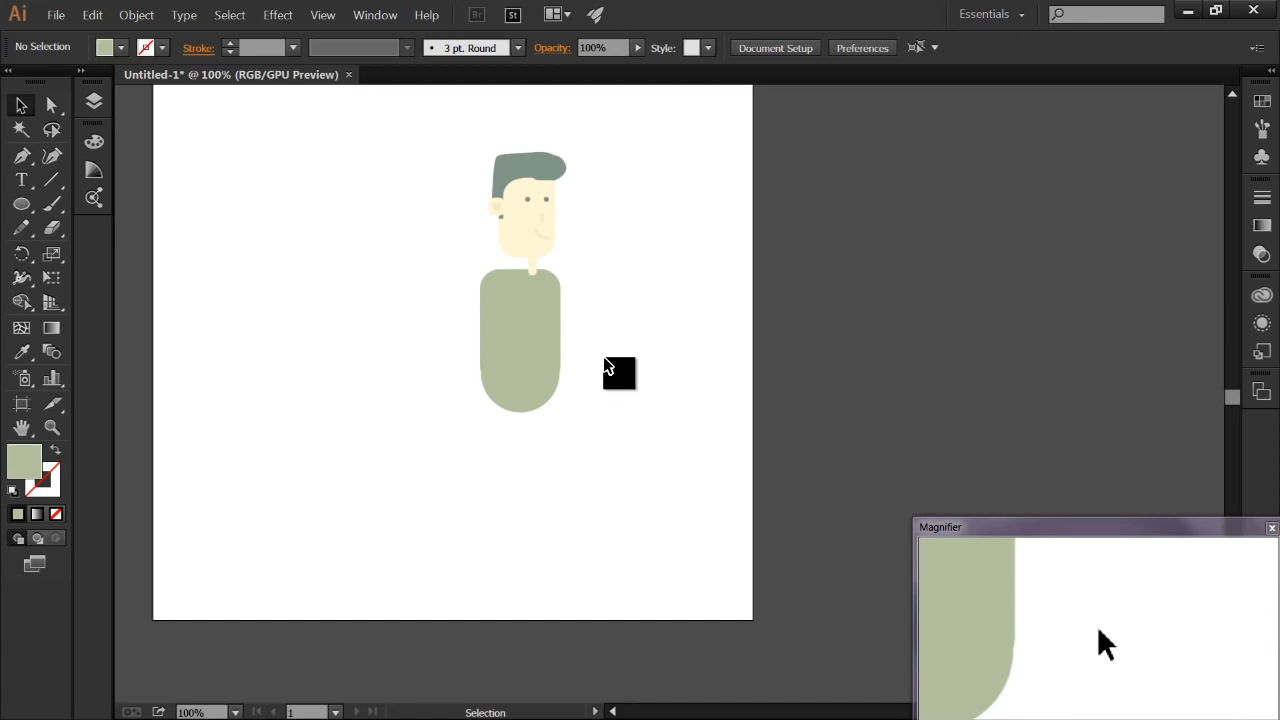 Ai File Edit Object Type Select Effect View Window Help Br St Essentials
No Selection Stroke: 3 pt. Round Opacity: 100% Style: Document Setup Preferences
Untitled-1* @ 100% (RGB/GPU Preview)
T
Magnifier
100% 1 Selection